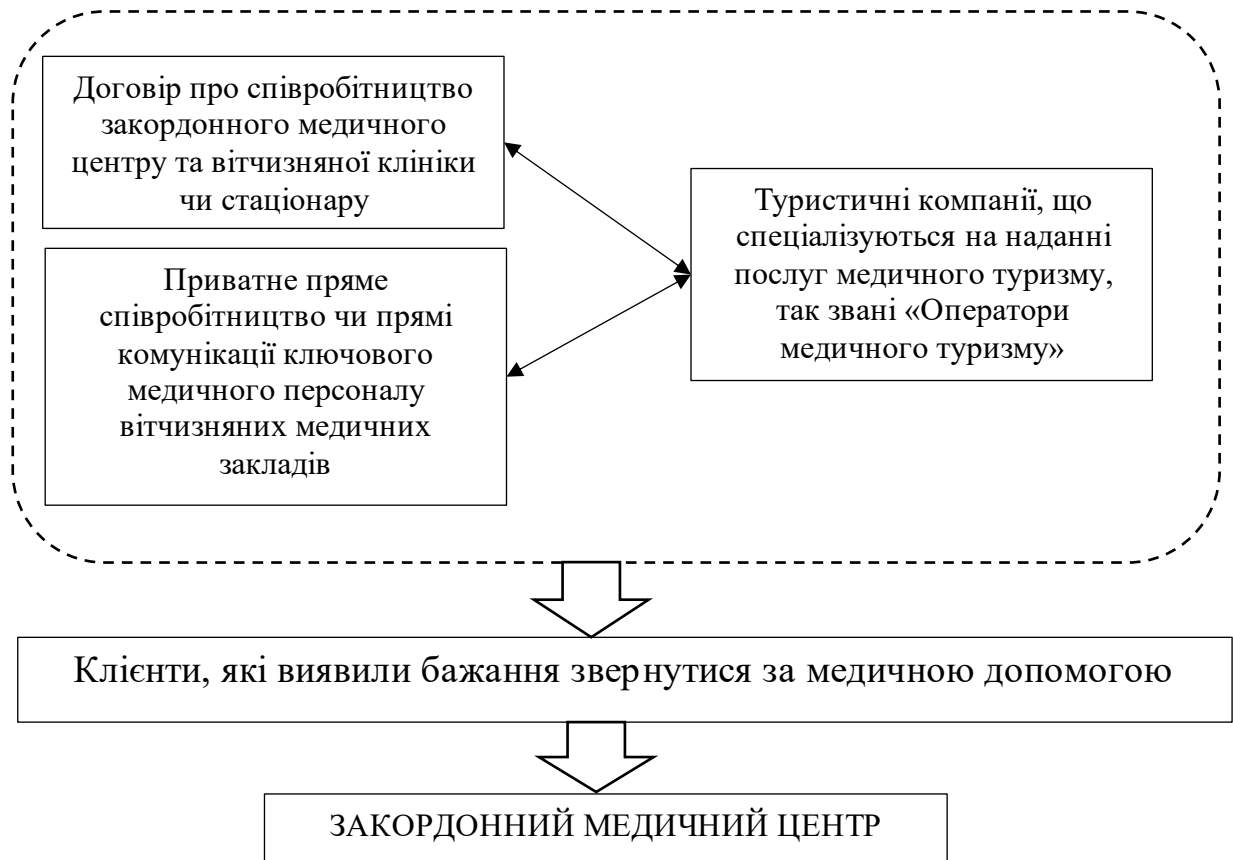 Договір про співробітництво
закордонного медичного
центру та вітчизняної клініки
чи стаціонару
Приватне пряме
співробітництво чи прямі
комунікації ключового
медичного персоналу
вітчизняних медичних
закладів
Туристичні компанії, що
спеціалізуються на наданні
послуг медичного туризму,
так звані «Оператори
медичного туризму»
Клієнти, які виявили бажання звернутися за медичною допомогою
ЗАКОРДОННИЙ МЕДИЧНИЙ ЦЕНТР